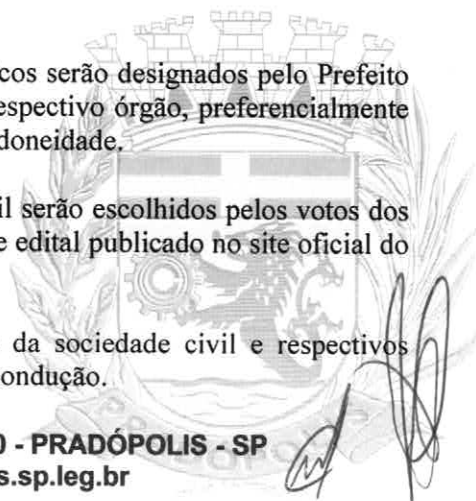 cos serão designados pelo Prefeito
espectivo órgão, preferencialmente
doneidade.
il serão escolhidos pelos votos dos
e edital publicado no site oficial do
da sociedade civil e respectivos
ondução.
0 - PRADÓPOLIS - SP
s.sp.leg.br